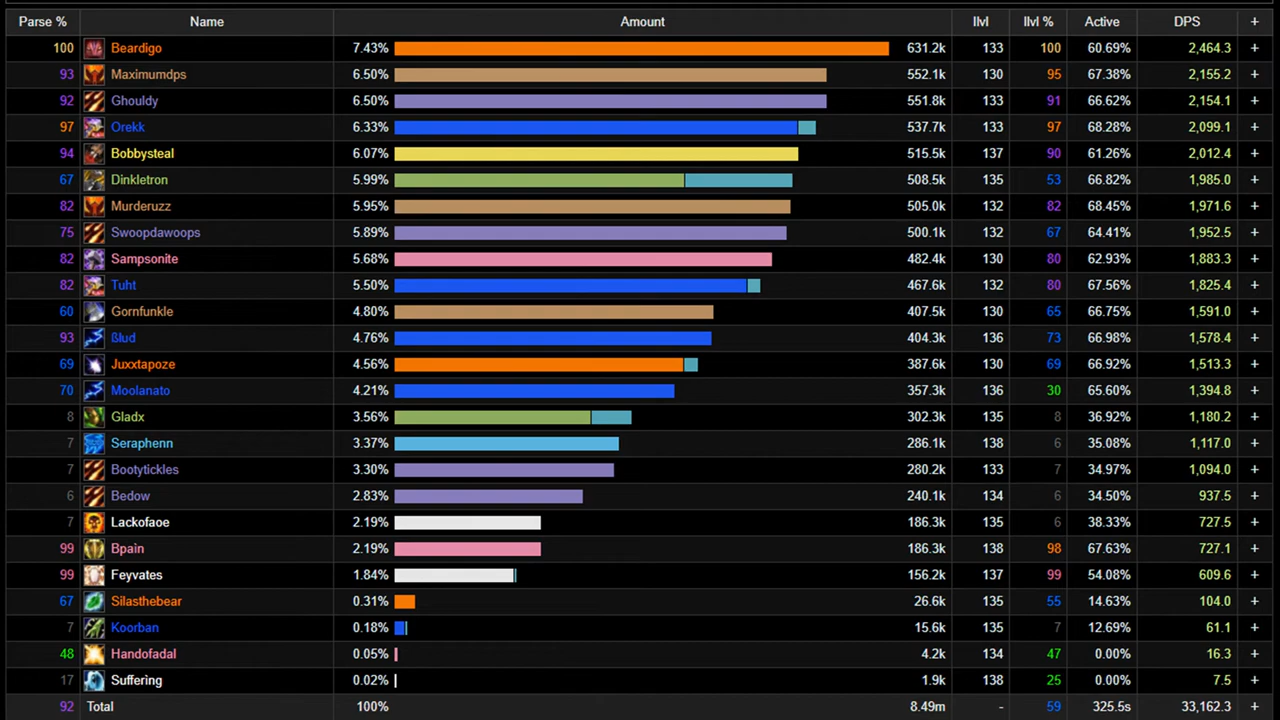 Parse % Name Amount Ilvl Ilvl % Active DPS +
100 Beardigo 7.43% 631.2k 133 100 60.69% 2,464.3 +
93 Maximumdps 6.50% 552.1k 130 95 67.38% 2,155.2 +
92 Ghouldy 6.50% 551.8k 133 91 66.62% 2,154.1 +
97 Orekk 6.33% 537.7k 133 97 68.28% 2,099.1 +
94 Bobbysteal 6.07% 515.5k 137 90 61.26% 2,012.4 +
67 Dinkletron 5.99% 508.5k 135 53 66.82% 1,985.0 +
82 Murderuzz 5.95% 505.0k 132 82 68.45% 1,971.6 +
75 Swoopdawoops 5.89% 500.1k 132 67 64.41% 1,952.5 +
82 Sampsonite 5.68% 482.4k 130 80 62.93% 1,883.3 +
82 Tuht 5.50% 467.6k 132 80 67.56% 1,825.4 +
60 Gornfunkle 4.80% 407.5k 130 65 66.75% 1,591.0 +
93 ßlud 4.76% 404.3k 136 73 66.98% 1,578.4 +
69 Juxxtapoze 4.56% 387.6k 130 69 66.92% 1,513.3 +
70 Moolanato 4.21% 357.3k 136 30 65.60% 1,394.8 +
8 Gladx 3.56% 302.3k 135 8 36.92% 1,180.2 +
7 Seraphenn 3.37% 286.1k 138 6 35.08% 1,117.0 +
7 Bootytickles 3.30% 280.2k 133 7 34.97% 1,094.0 +
6 Bedow 2.83% 240.1k 134 6 34.50% 937.5 +
7 Lackofaoe 2.19% 186.3k 135 6 38.33% 727.5 +
99 Bpain 2.19% 186.3k 138 98 67.63% 727.1 +
99 Feyvates 1.84% 156.2k 137 99 54.08% 609.6 +
67 Silasthebear 0.31% 26.6k 135 55 14.63% 104.0 +
7 Koorban 0.18% 15.6k 135 7 12.69% 61.1 +
48 Handofadal 0.05% 4.2k 134 47 0.00% 16.3 +
17 Suffering 0.02% 1.9k 138 25 0.00% 7.5 +
92 Total 100% 8.49m - 59 325.5s 33,162.3 +